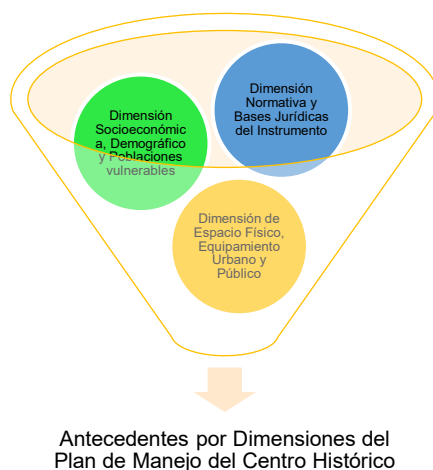 Dimensión
Normativa y
Bases Jurídicas
del Instrumento
Dimensión
Socioeconómic
a, Demográfico
y Poblaciones
vulnerables
Dimensión de
Espacio Físico,
Equipamiento
Urbano y
Público
Antecedentes por Dimensiones del
Plan de Manejo del Centro Histórico